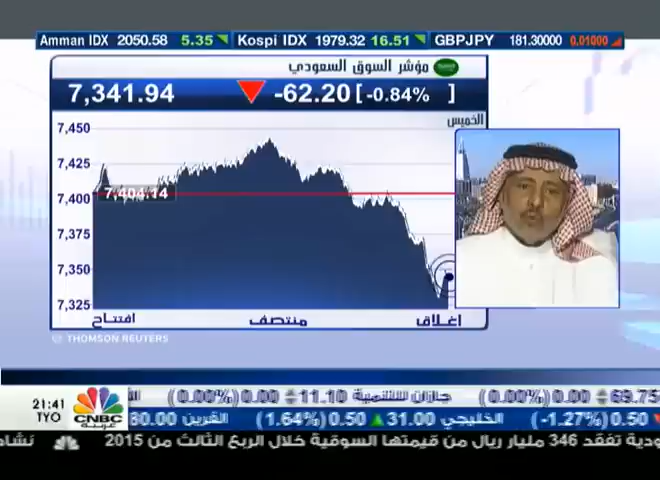 Amman IDX 2050.58 5.35 Kospi IDX 1979.32 16.51 GBPJPY 181.30000 0.01000
مؤشر السوق السعودي
7,341.94 -62.20 [-0.84% ]
الخميس
7,450
7,425
7,400
7,404.14
7,375
7,350
7,325
افتتاح منتصف اغلاق
© THOMSON REUTERS
69.75 0.00 (0.00%) جازان للتنمية 11.10 0.00 (0.00%)
0.50 (-1.27%) الخليجي 31.00 0.50 (1.64%) القرين 30.00
21:41
TYO
CNBC
عربية
ودية تفقد 346 مليار ريال من قيمتها السوقية خلال الربع الثالث من 2015